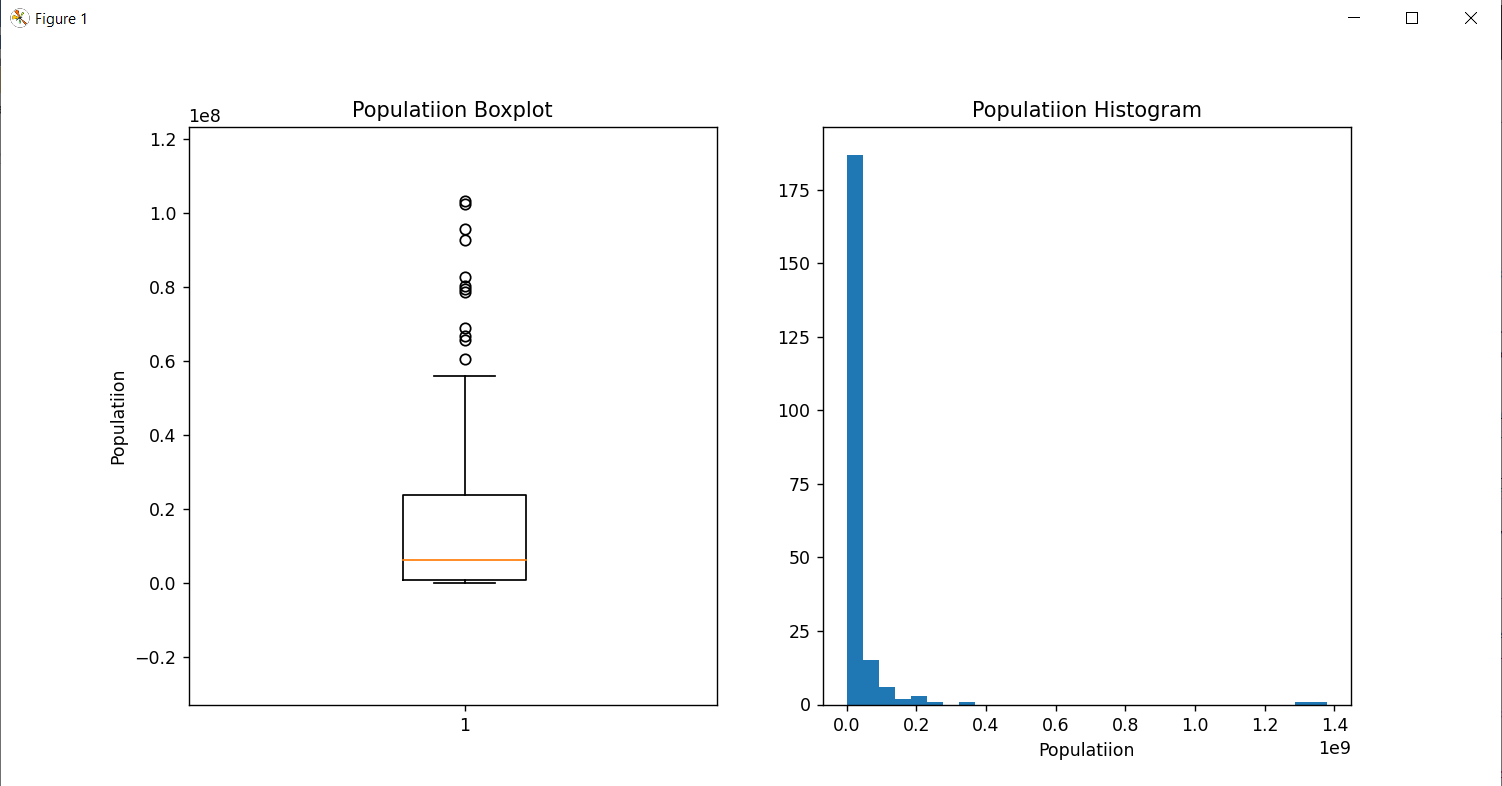 Figure 1
Populatiion Boxplot
1e8
1.2
1.0
0.8
0.6
0.4
0.2
0.0
−0.2
Populatiion
1
Populatiion Histogram
175
150
125
100
75
50
25
0
0.0 0.2 0.4 0.6 0.8 1.0 1.2 1.4
1e9
Populatiion